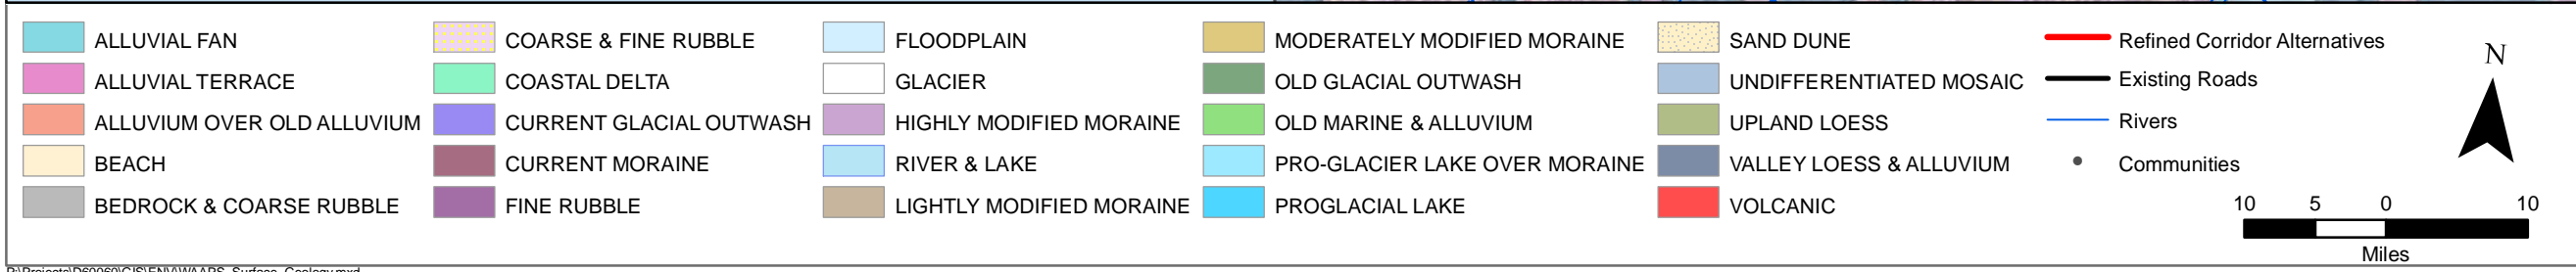 ALLUVIAL FAN
ALLUVIAL TERRACE
ALLUVIUM OVER OLD ALLUVIUM
BEACH
BEDROCK & COARSE RUBBLE
COARSE & FINE RUBBLE
COASTAL DELTA
CURRENT GLACIAL OUTWASH
CURRENT MORAINE
FINE RUBBLE
FLOODPLAIN
GLACIER
HIGHLY MODIFIED MORAINE
RIVER & LAKE
LIGHTLY MODIFIED MORAINE
MODERATELY MODIFIED MORAINE
OLD GLACIAL OUTWASH
OLD MARINE & ALLUVIUM
PRO-GLACIER LAKE OVER MORAINE
PROGLACIAL LAKE
SAND DUNE
UNDIFFERENTIATED MOSAIC
UPLAND LOESS
VALLEY LOESS & ALLUVIUM
VOLCANIC
Refined Corridor Alternatives
Existing Roads
Rivers
Communities
N
10 5 0 10
Miles